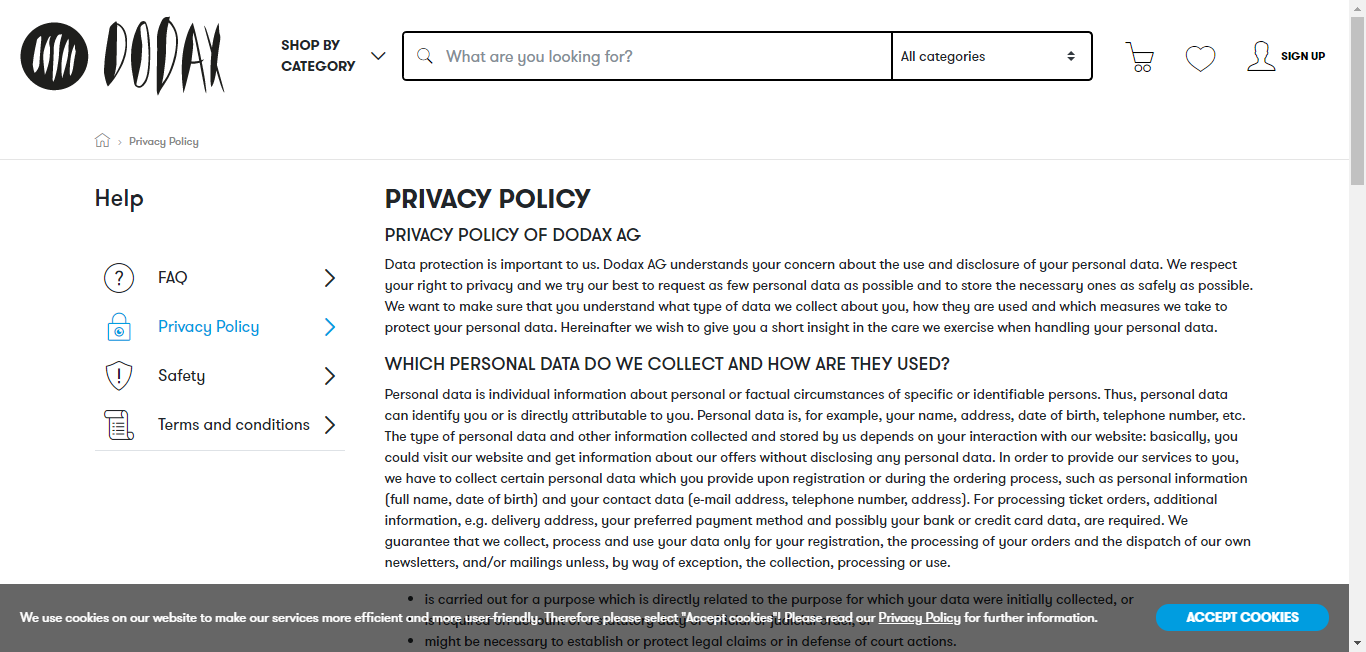 DODAX
SHOP BY
CATEGORY
What are you looking for?
All categories
SIGN UP
Privacy Policy
Help
FAQ
Privacy Policy
Safety
Terms and conditions
PRIVACY POLICY
PRIVACY POLICY OF DODAX AG
Data protection is important to us. Dodax AG understands your concern about the use and disclosure of your personal data. We respect
your right to privacy and we try our best to request as few personal data as possible and to store the necessary ones as safely as possible.
We want to make sure that you understand what type of data we collect about you, how they are used and which measures we take to
protect your personal data. Hereinafter we wish to give you a short insight in the care we exercise when handling your personal data.
WHICH PERSONAL DATA DO WE COLLECT AND HOW ARE THEY USED?
Personal data is individual information about personal or factual circumstances of specific or identifiable persons. Thus, personal data
can identify you or is directly attributable to you. Personal data is, for example, your name, address, date of birth, telephone number, etc.
The type of personal data and other information collected and stored by us depends on your interaction with our website: basically, you
could visit our website and get information about our offers without disclosing any personal data. In order to provide our services to you,
we have to collect certain personal data which you provide upon registration or during the ordering process, such as personal information
(full name, date of birth) and your contact data (e-mail address, telephone number, address). For processing ticket orders, additional
information, e.g. delivery address, your preferred payment method and possibly your bank or credit card data, are required. We
guarantee that we collect, process and use your data only for your registration, the processing of your orders and the dispatch of our own
newsletters, and/or mailings unless, by way of exception, the collection, processing or use.
• is carried out for a purpose which is directly related to the purpose for which your data were initially collected, or
We use cookies on our website to make our services more efficient and more user-friendly. Therefore please select "Accept cookies"! Please read our Privacy Policy for further information.
ACCEPT COOKIES
• might be necessary to establish or protect legal claims or in defense of court actions.